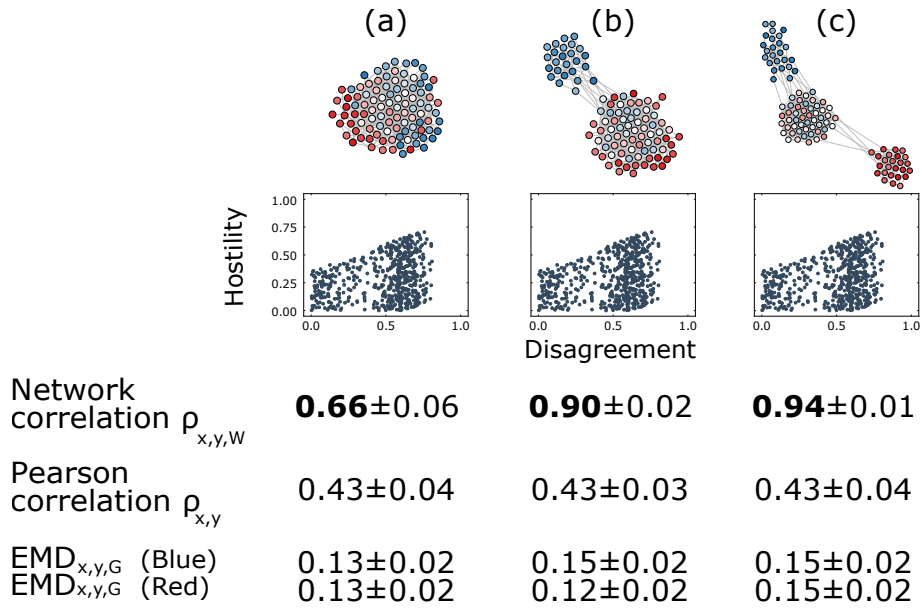 (a) (b) (c)
1.00
0.75
0.50
0.25
0.00
Hostility
0.0 0.5 1.0 0.0 0.5 1.0 0.0 0.5 1.0
Disagreement
Network
correlation ρx,y,W 0.66±0.06 0.90±0.02 0.94±0.01
Pearson
correlation ρx,y 0.43±0.04 0.43±0.03 0.43±0.04
EMDx,y,G (Blue) 0.13±0.02 0.15±0.02 0.15±0.02
EMDx,y,G (Red) 0.13±0.02 0.12±0.02 0.15±0.02